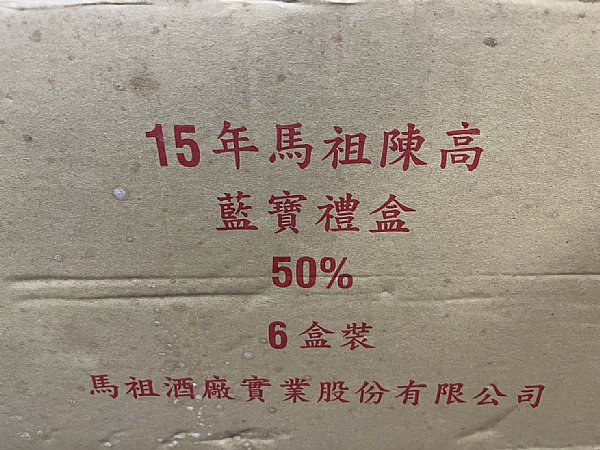 15年馬祖陳高
藍寶禮盒
50%
6盒裝
馬祖酒廠實業股份有限公司